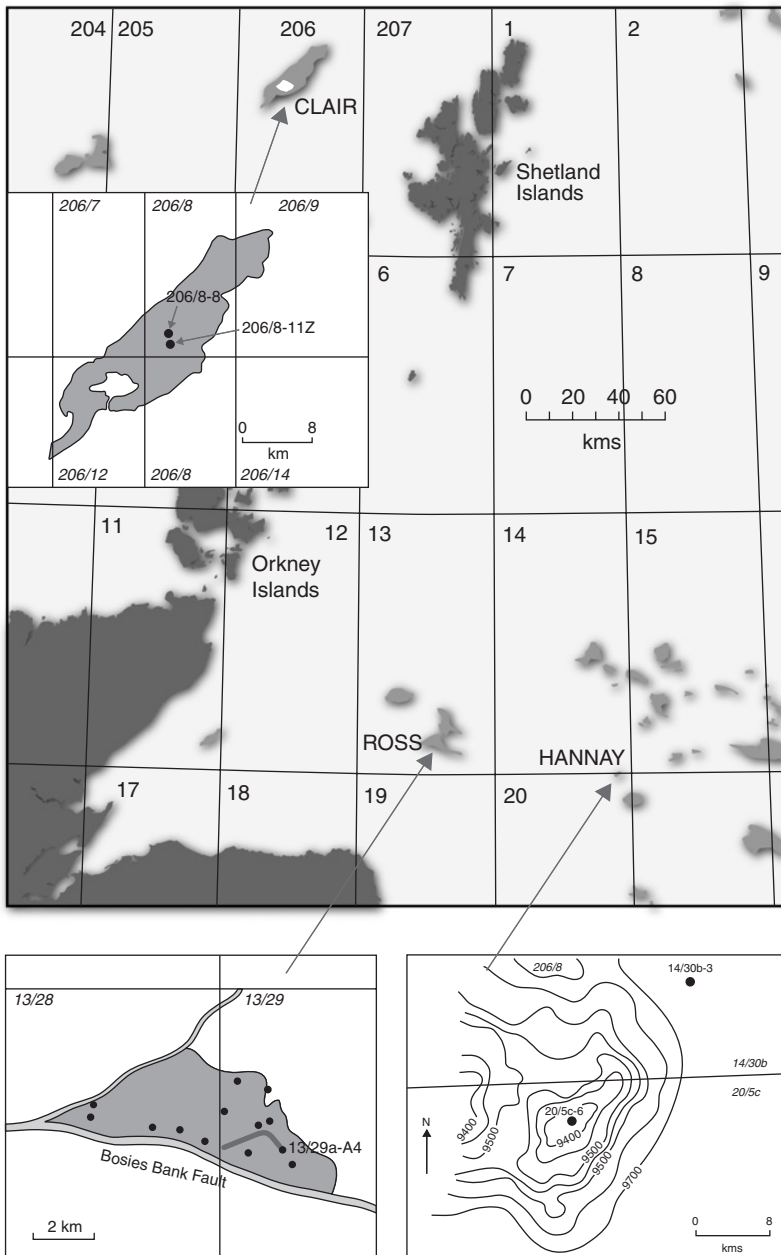 204 205 206 207 1 2
CLAIR
Shetland
Islands
206/7 206/8 206/9
206/8-8
206/8-11Z
0 8
km
206/12 206/8 206/14
6 7 8 9
0 20 40 60
kms
11 12 13 14 15
Orkney
Islands
ROSS
HANNAY
17 18 19 20
13/28 13/29
13/29a-A4
Bosies Bank Fault
2 km
206/8
14/30b-3
14/30b
20/5c
20/5c-6
9400
9400
9500
9500
9500
9700
N
0 8
kms